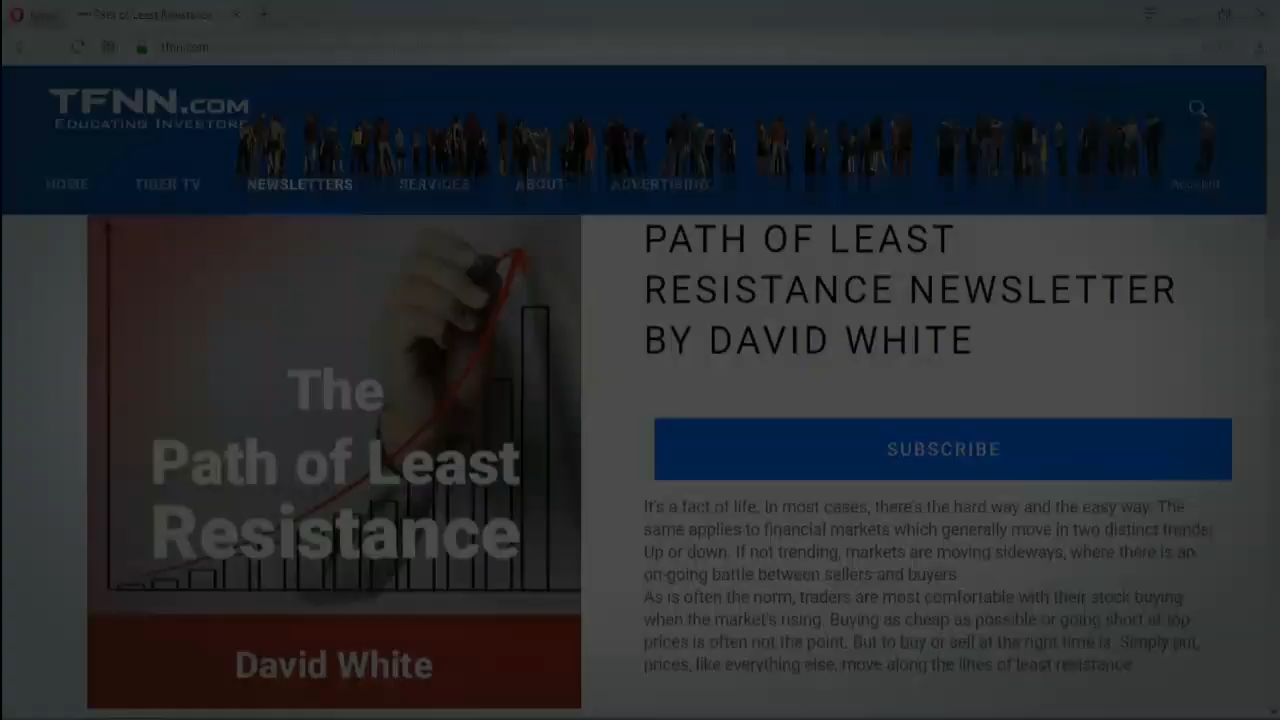 Path of Least Resistance
tfnn.com
TFNN.COM
EDUCATING INVESTORS
HOME TIGER TV NEWSLETTERS SERVICES ABOUT ADVERTISING Account
The
Path of Least
Resistance
David White
PATH OF LEAST
RESISTANCE NEWSLETTER
BY DAVID WHITE
SUBSCRIBE
It's a fact of life. In most cases, there's the hard way and the easy way. The
same applies to financial markets which generally move in two distinct trends:
Up or down. If not trending, markets are moving sideways, where there is an
on-going battle between sellers and buyers
As is often the norm, traders are most comfortable with their stock buying
when the market's rising. Buying as cheap as possible or going short at top
prices is often not the point. But to buy or sell at the right time is. Simply put,
prices, like everything else, move along the lines of least resistance